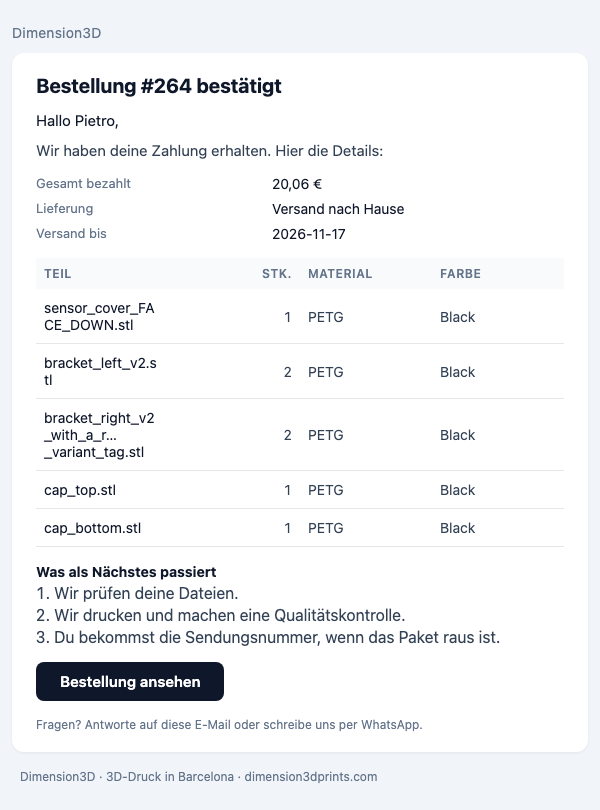 Dimension3D
Bestellung #264 bestätigt
Hallo Pietro,
Wir haben deine Zahlung erhalten. Hier die Details:
Gesamt bezahlt 20,06 €
Lieferung Versand nach Hause
Versand bis 2026-11-17
TEIL STK. MATERIAL FARBE
sensor_cover_FA
CE_DOWN.stl 1 PETG Black
bracket_left_v2.s
tl 2 PETG Black
bracket_right_v2
_with_a_r...
_variant_tag.stl 2 PETG Black
cap_top.stl 1 PETG Black
cap_bottom.stl 1 PETG Black
Was als Nächstes passiert
1. Wir prüfen deine Dateien.
2. Wir drucken und machen eine Qualitätskontrolle.
3. Du bekommst die Sendungsnummer, wenn das Paket raus ist.
Bestellung ansehen
Fragen? Antworte auf diese E-Mail oder schreibe uns per WhatsApp.
Dimension3D · 3D-Druck in Barcelona · dimension3dprints.com